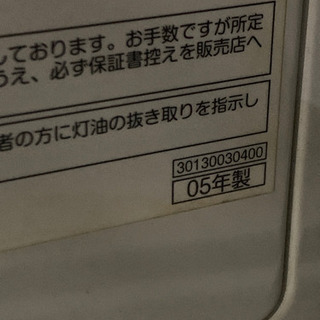 しております。お手数ですが所定
うえ、必ず保証書控えを販売店へ
者の方に灯油の抜き取りを指示し
30130030400
05年製